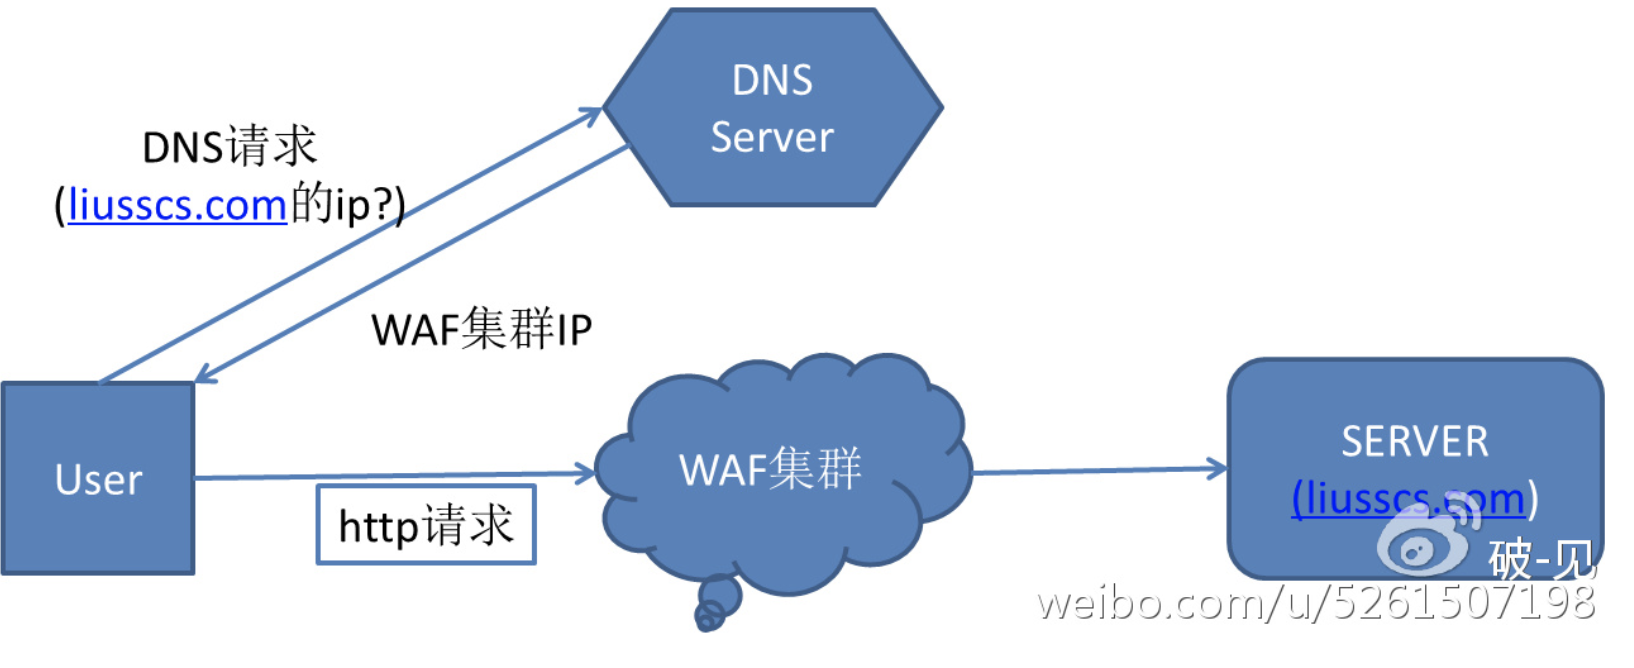 DNS
Server
DNS请求
(liusscs.com的ip?)
WAF集群IP
User
http请求
WAF集群
SERVER
(liusscs.com)
破-见
weibo.com/u/5261507198